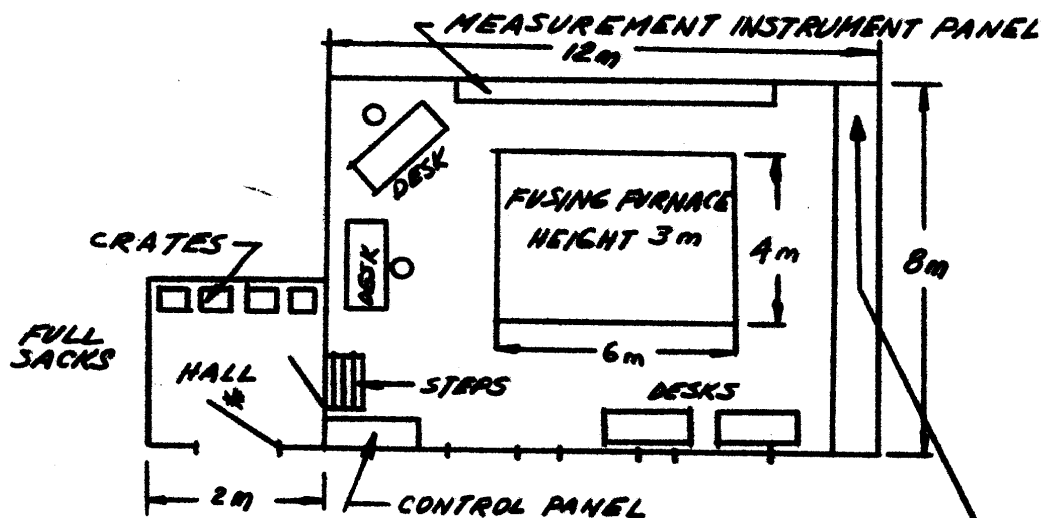 MEASUREMENT INSTRUMENT PANEL
12m
DESK
FUSING FURNACE
HEIGHT 3m
4m
8m
CRATES
DESK
FULL
SACKS
HALL
*
6m
STEPS
DESKS
2m
CONTROL PANEL